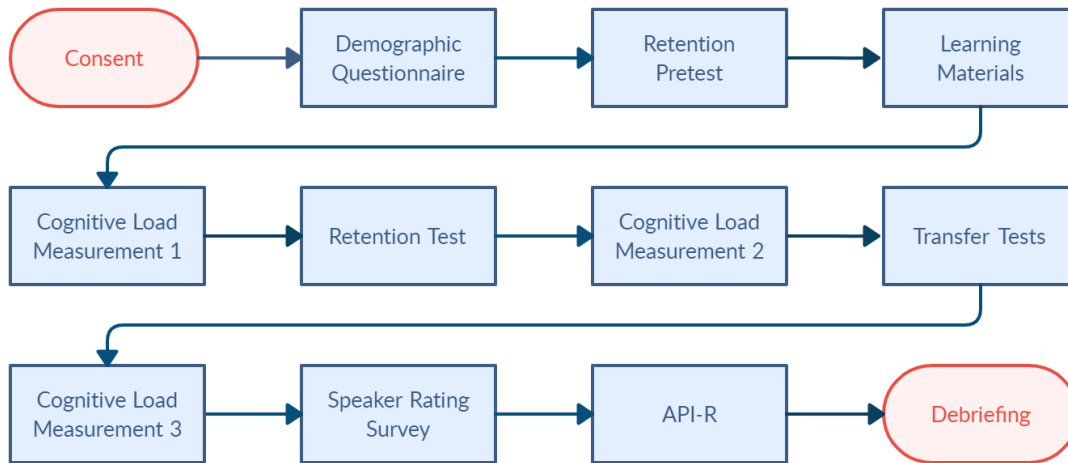 Consent
Demographic
Questionnaire
Retention
Pretest
Learning
Materials
Cognitive Load
Measurement 1
Retention Test
Cognitive Load
Measurement 2
Transfer Tests
Cognitive Load
Measurement 3
Speaker Rating
Survey
API-R
Debriefing